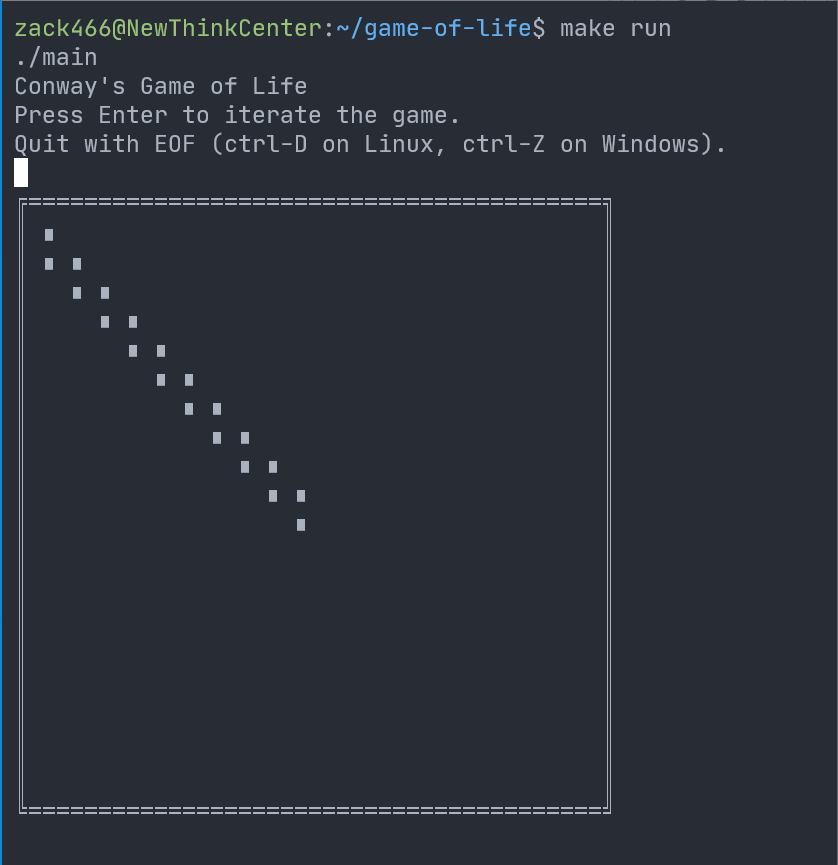 zack466@NewThinkCenter:~/game-of-life$ make run
./main
Conway's Game of Life
Press Enter to iterate the game.
Quit with EOF (ctrl-D on Linux, ctrl-Z on Windows).